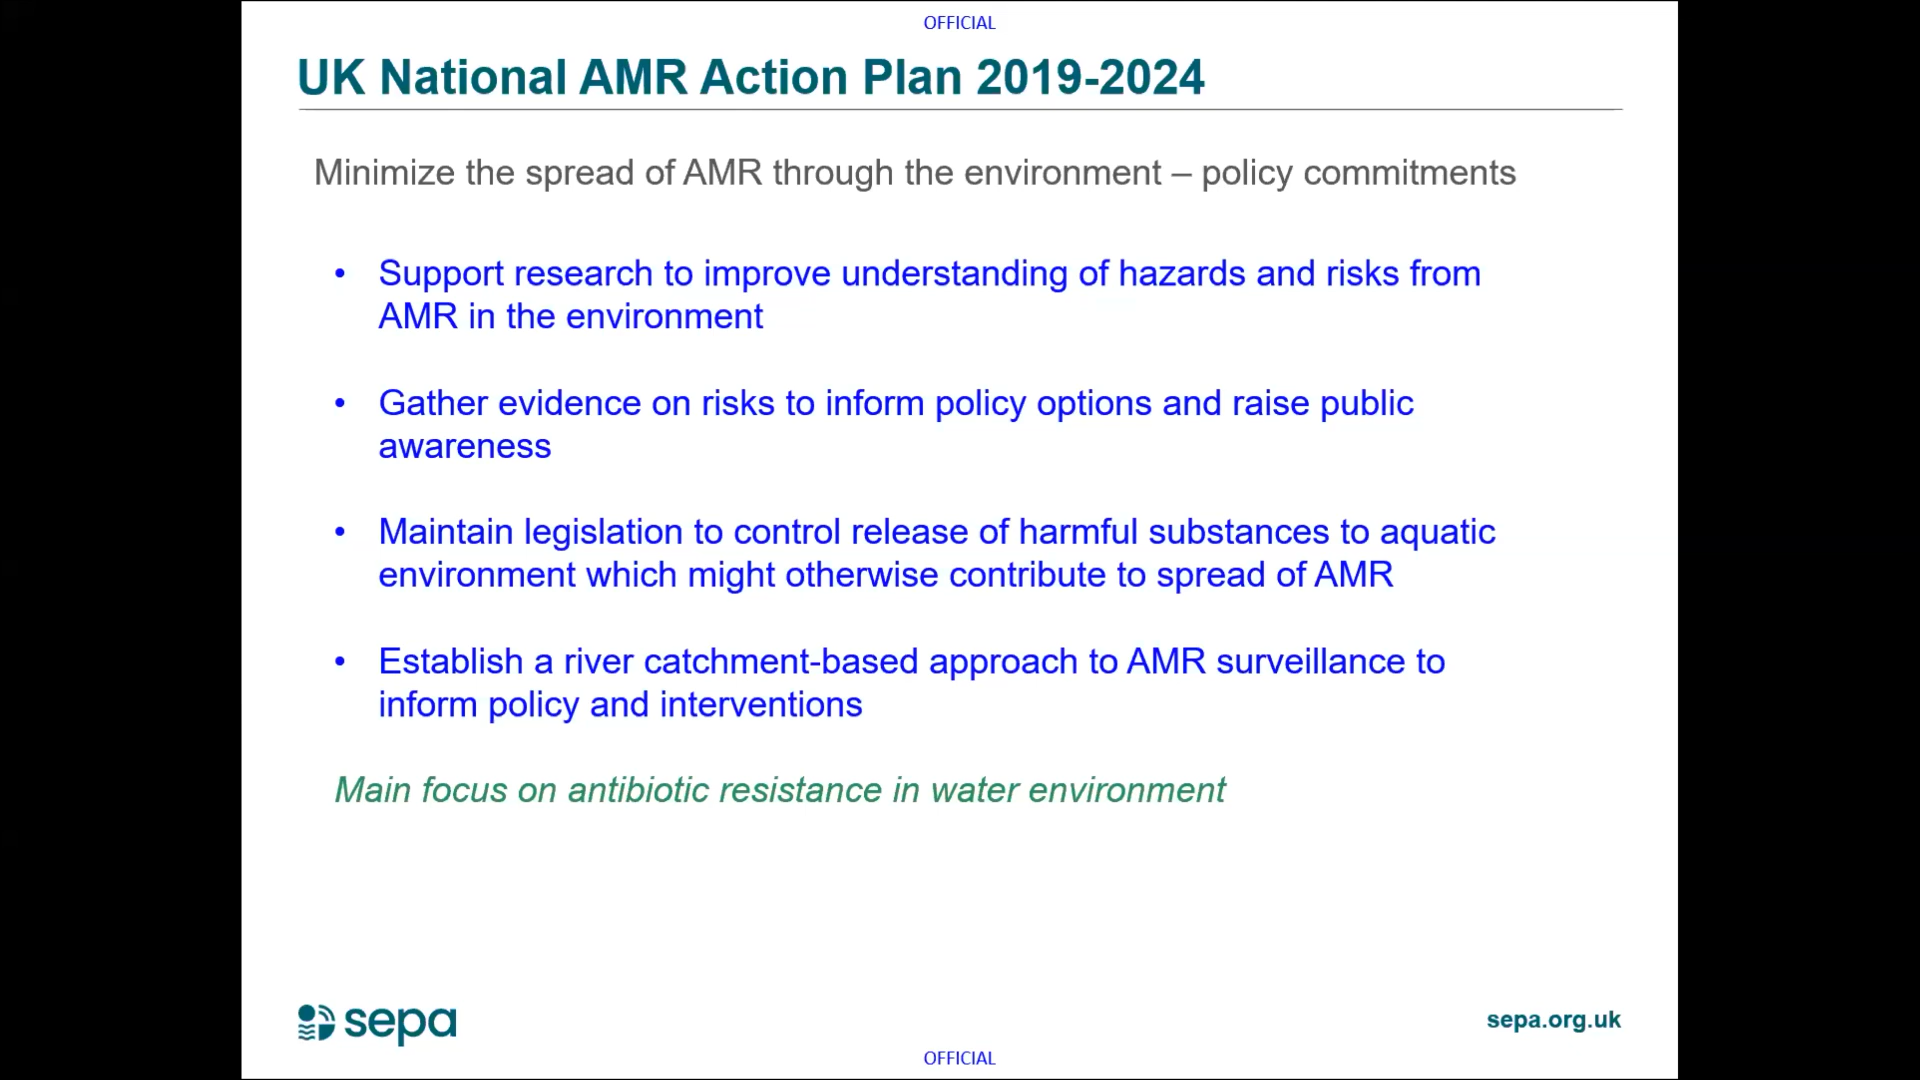 OFFICIAL
UK National AMR Action Plan 2019-2024
Minimize the spread of AMR through the environment – policy commitments
• Support research to improve understanding of hazards and risks from
AMR in the environment
• Gather evidence on risks to inform policy options and raise public
awareness
• Maintain legislation to control release of harmful substances to aquatic
environment which might otherwise contribute to spread of AMR
• Establish a river catchment-based approach to AMR surveillance to
inform policy and interventions
Main focus on antibiotic resistance in water environment
sepa
sepa.org.uk
OFFICIAL